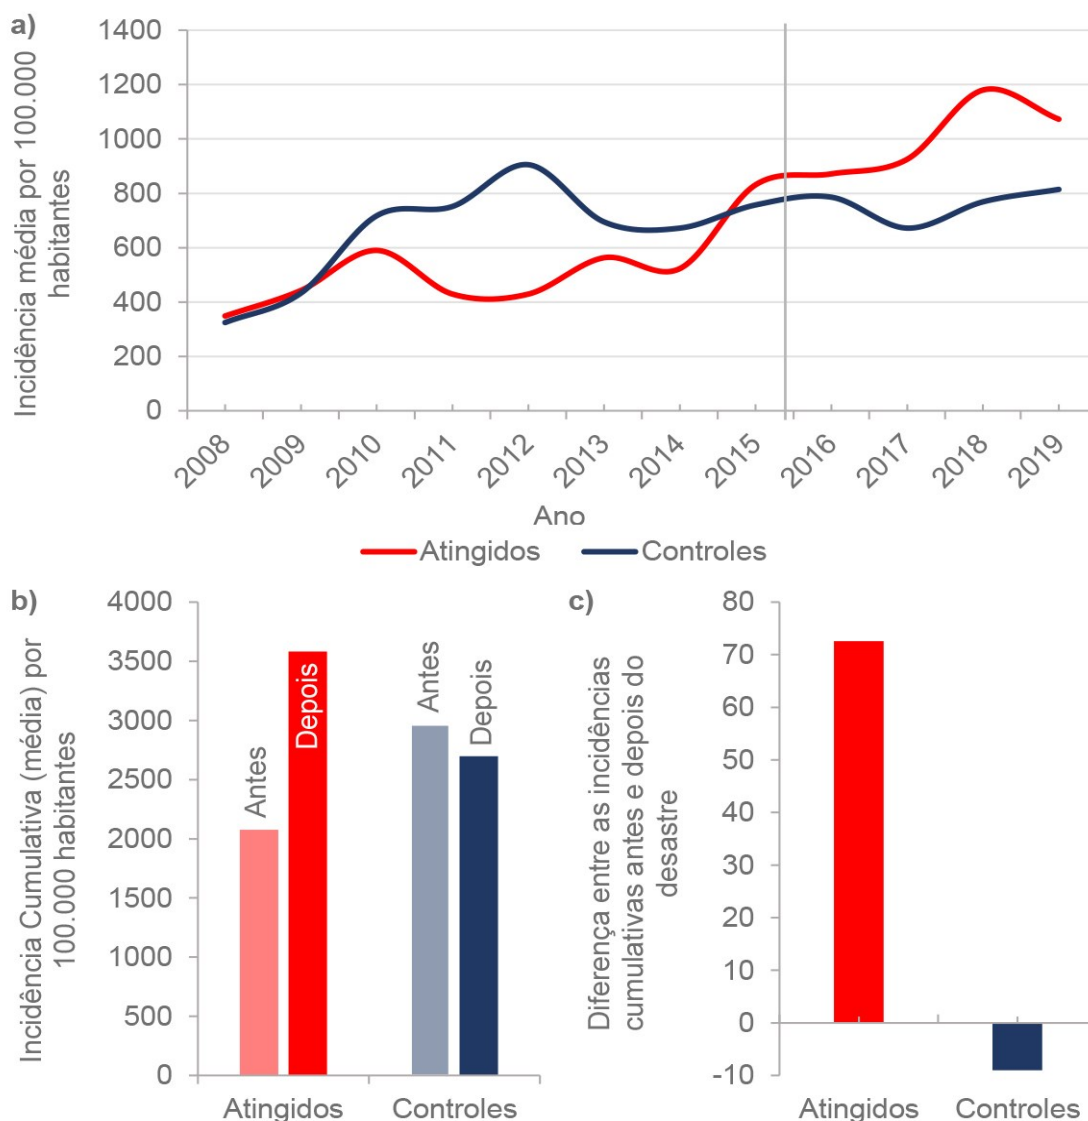 a)
Incidência média por 100.000
habitantes
1400
1200
1000
800
600
400
200
0
2008
2009
2010
2011
2012
2013
2014
2015
2016
2017
2018
2019
Ano
Atingidos
Controles
b)
Incidência Cumulativa (média) por
100.000 habitantes
4000
3500
3000
2500
2000
1500
1000
500
0
Antes
Depois
Antes
Depois
Atingidos
Controles
c)
Diferença entre as incidências
cumulativas antes e depois do
desastre
80
70
60
50
40
30
20
10
0
-10
Atingidos
Controles